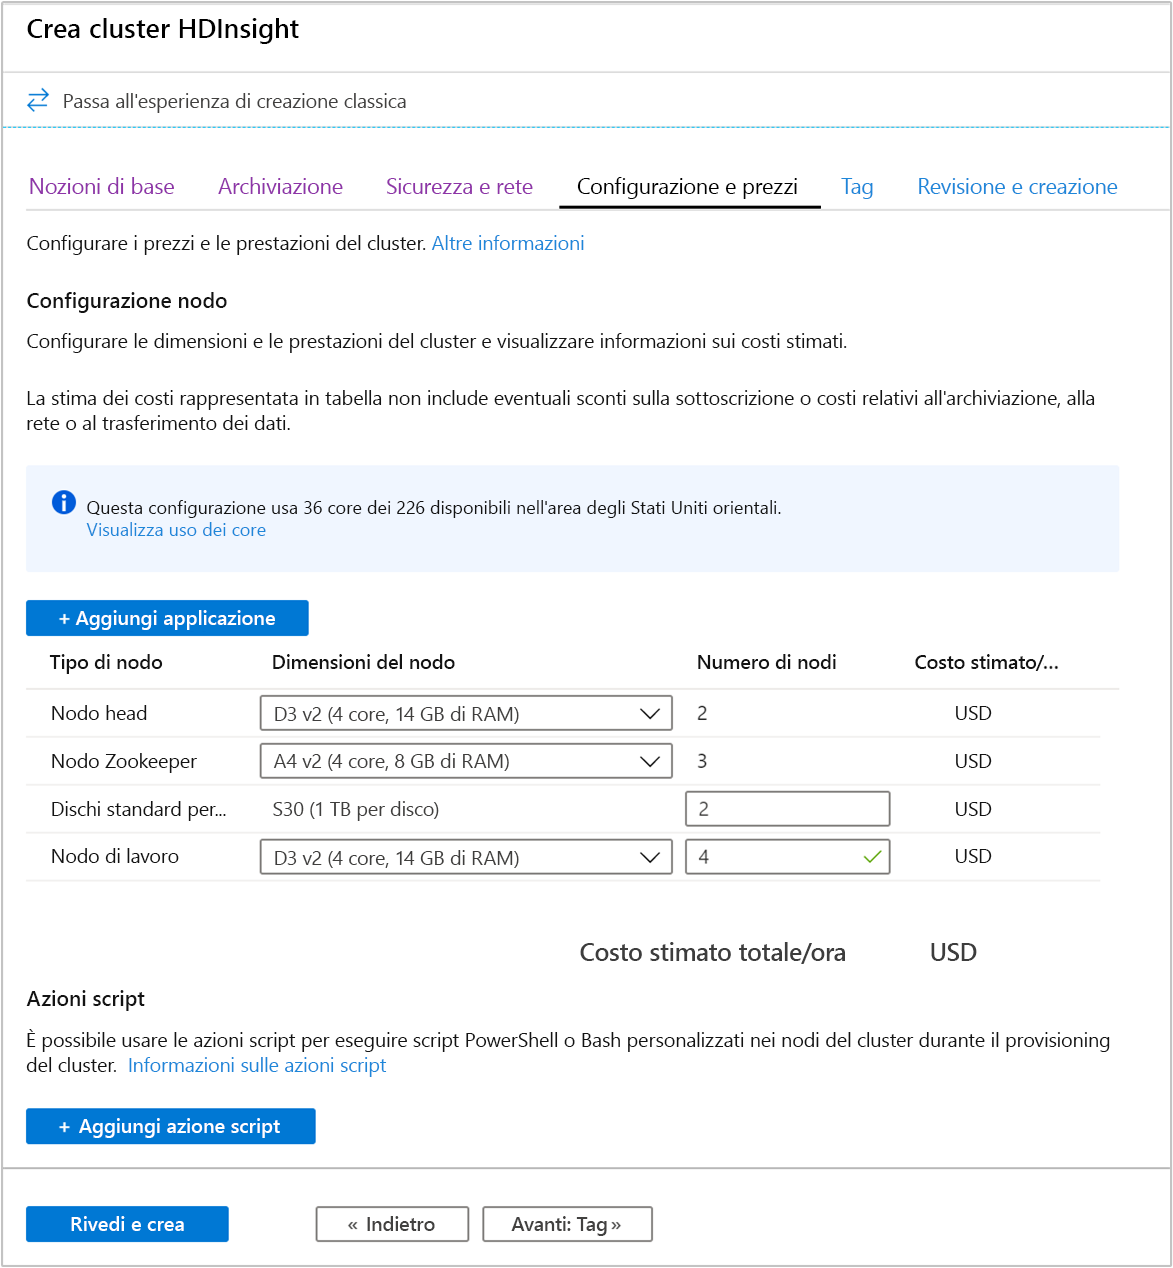 Crea cluster HDInsight
Passa all'esperienza di creazione classica
Nozioni di base Archiviazione Sicurezza e rete Configurazione e prezzi Tag Revisione e creazione
Configurare i prezzi e le prestazioni del cluster. Altre informazioni
Configurazione nodo
Configurare le dimensioni e le prestazioni del cluster e visualizzare informazioni sui costi stimati.
La stima dei costi rappresentata in tabella non include eventuali sconti sulla sottoscrizione o costi relativi all'archiviazione, alla
rete o al trasferimento dei dati.
Questa configurazione usa 36 core dei 226 disponibili nell'area degli Stati Uniti orientali.
Visualizza uso dei core
+ Aggiungi applicazione
Tipo di nodo Dimensioni del nodo Numero di nodi Costo stimato/...
Nodo head D3 v2 (4 core, 14 GB di RAM) 2 USD
Nodo Zookeeper A4 v2 (4 core, 8 GB di RAM) 3 USD
Dischi standard per... S30 (1 TB per disco) 2 USD
Nodo di lavoro D3 v2 (4 core, 14 GB di RAM) 4 USD
Costo stimato totale/ora USD
Azioni script
È possibile usare le azioni script per eseguire script PowerShell o Bash personalizzati nei nodi del cluster durante il provisioning
del cluster. Informazioni sulle azioni script
+ Aggiungi azione script
Rivedi e crea « Indietro Avanti: Tag »